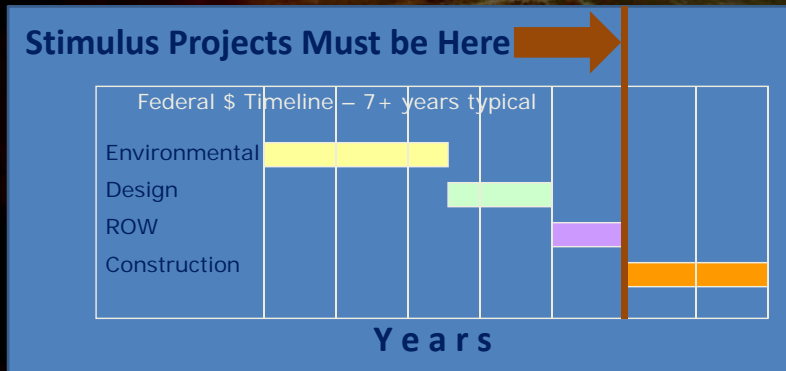 Stimulus Projects Must be Here
Federal $ Timeline – 7+ years typical
Environmental
Design
ROW
Construction
Years